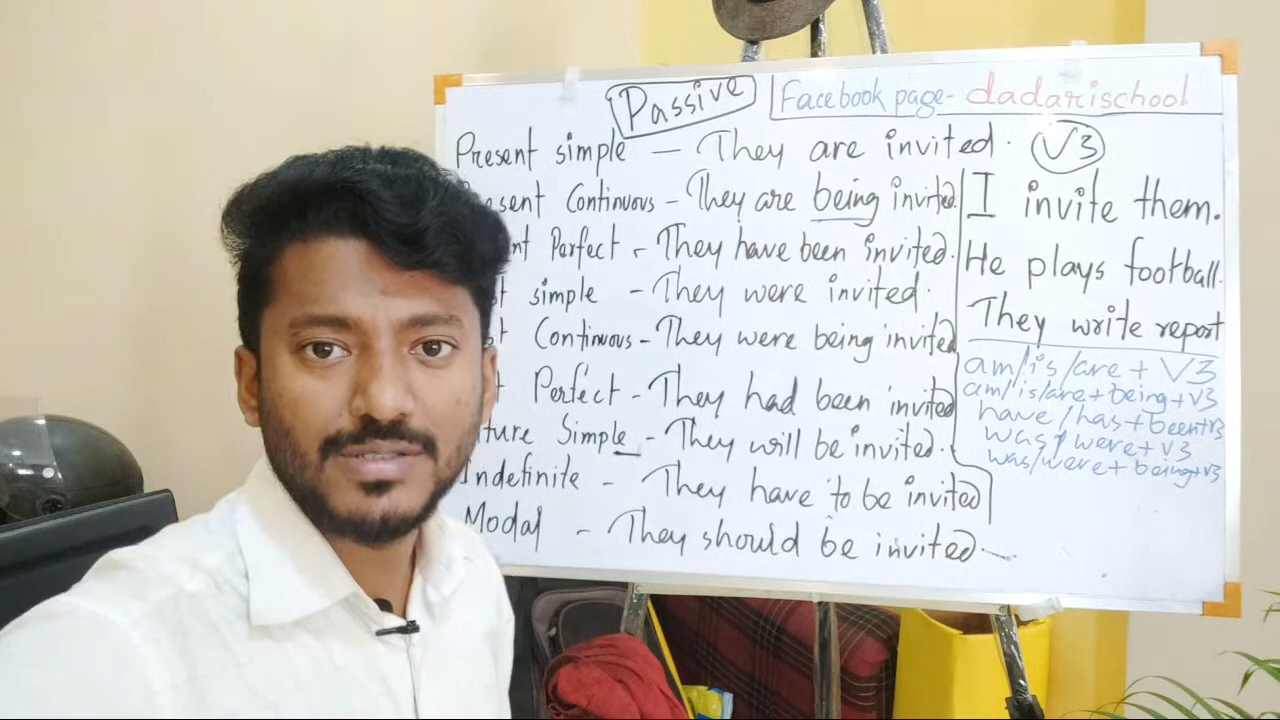 Passive
Facebook page- dadarischool
Present simple — They are invited. V3
Continuous - They are being invited.
Perfect - They have been invited.
simple - They were invited.
Continuous - They were being invited
Perfect - They had been invited
Simple - They will be invited.
Indefinite - They have to be invited
Modal - They should be invited.
I invite them.
He plays football.
They write report
am/is/are + V3
am/is/are + being + V3
have/has + been+V3
was/were + V3
was/were + being + V3